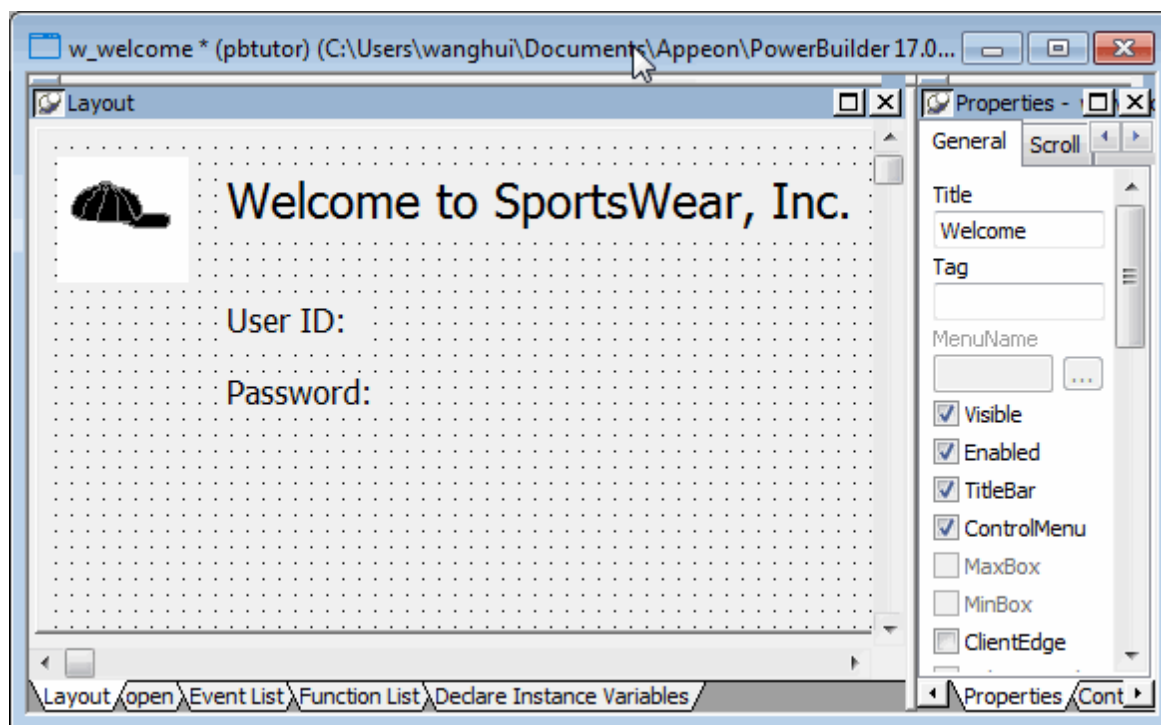 w_welcome * (pbtutor) (C:\Users\wanghui\Documents\Appeon\PowerBuilder 17.0...
Layout
Welcome to SportsWear, Inc.
User ID:
Password:
Layout open Event List Function List Declare Instance Variables
Properties -
General Scroll
Title
Welcome
Tag
MenuName
...
Visible
Enabled
TitleBar
ControlMenu
MaxBox
MinBox
ClientEdge
Properties Cont